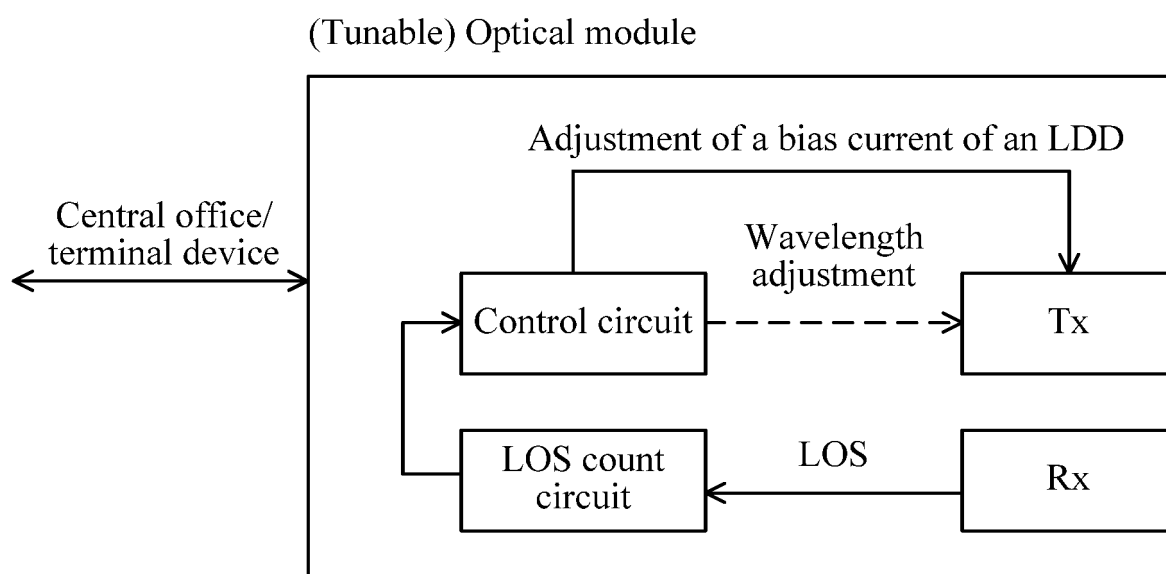 (Tunable) Optical module
Adjustment of a bias current of an LDD
Central office/
terminal device
Wavelength
adjustment
Control circuit
Tx
LOS count
circuit
LOS
Rx